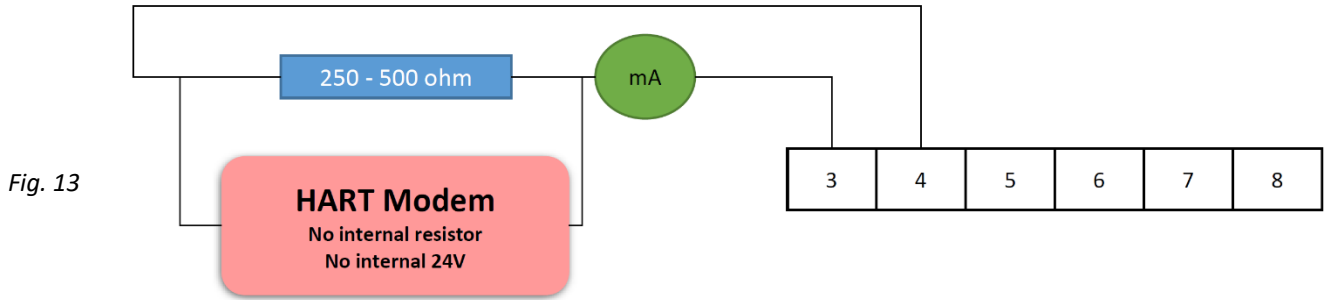 250 - 500 ohm
mA
Fig. 13
HART Modem
No internal resistor
No internal 24V
3 4 5 6 7 8